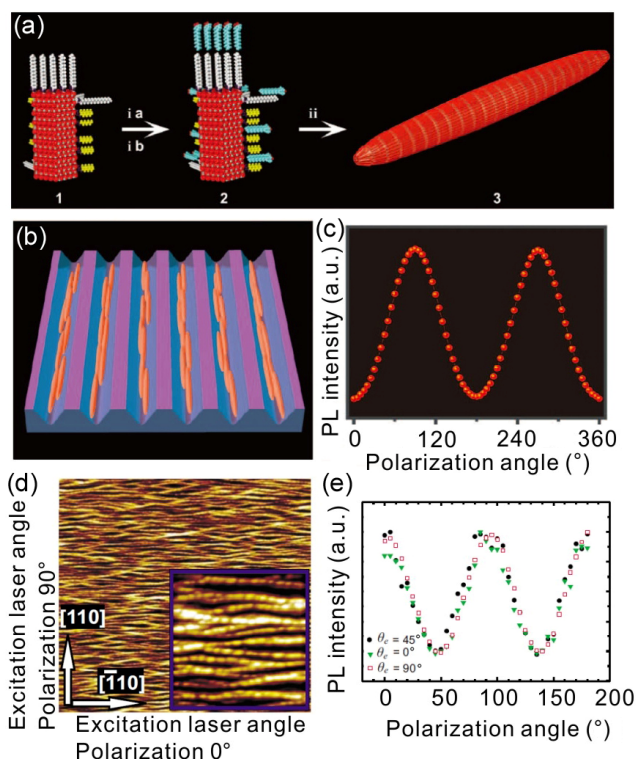 (a)
i a
i b
ii
1
2
3
(b)
(c)
PL intensity (a.u.)
0
120
240
360
Polarization angle (°)
(d)
Excitation laser angle
Polarization 90°
[110]
[1̅10]
Excitation laser angle
Polarization 0°
(e)
PL intensity (a.u.)
θe = 45°
θe = 0°
θe = 90°
0
50
100
150
200
Polarization angle (°)